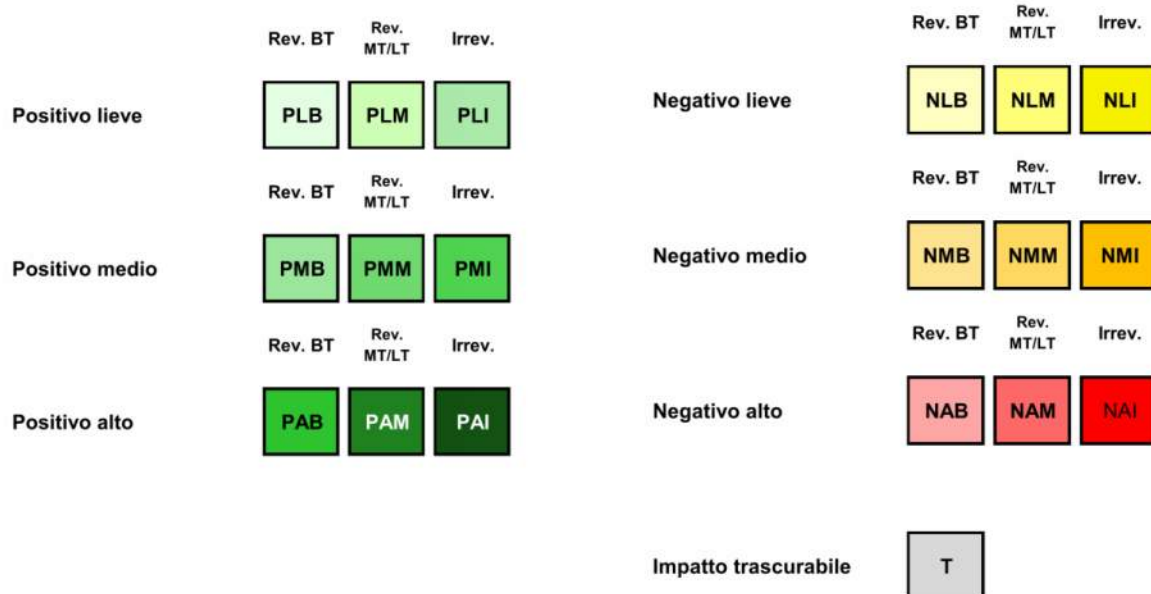 Rev. BT Rev. MT/LT Irrev.
Positivo lieve PLB PLM PLI
Rev. BT Rev. MT/LT Irrev.
Positivo medio PMB PMM PMI
Rev. BT Rev. MT/LT Irrev.
Positivo alto PAB PAM PAI
Rev. BT Rev. MT/LT Irrev.
Negativo lieve NLB NLM NLI
Rev. BT Rev. MT/LT Irrev.
Negativo medio NMB NMM NMI
Rev. BT Rev. MT/LT Irrev.
Negativo alto NAB NAM NAI
Impatto trascurabile T